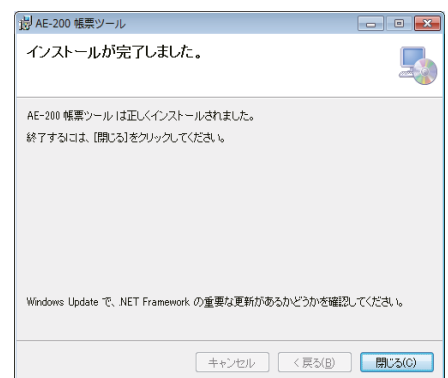 AE-200 帳票ツール
インストールが完了しました。
AE-200 帳票ツール は正しくインストールされました。
終了するには、[閉じる]をクリックしてください。
Windows Update で、.NET Framework の重要な更新があるかどうかを確認してください。
キャンセル
< 戻る(B)
閉じる(C)